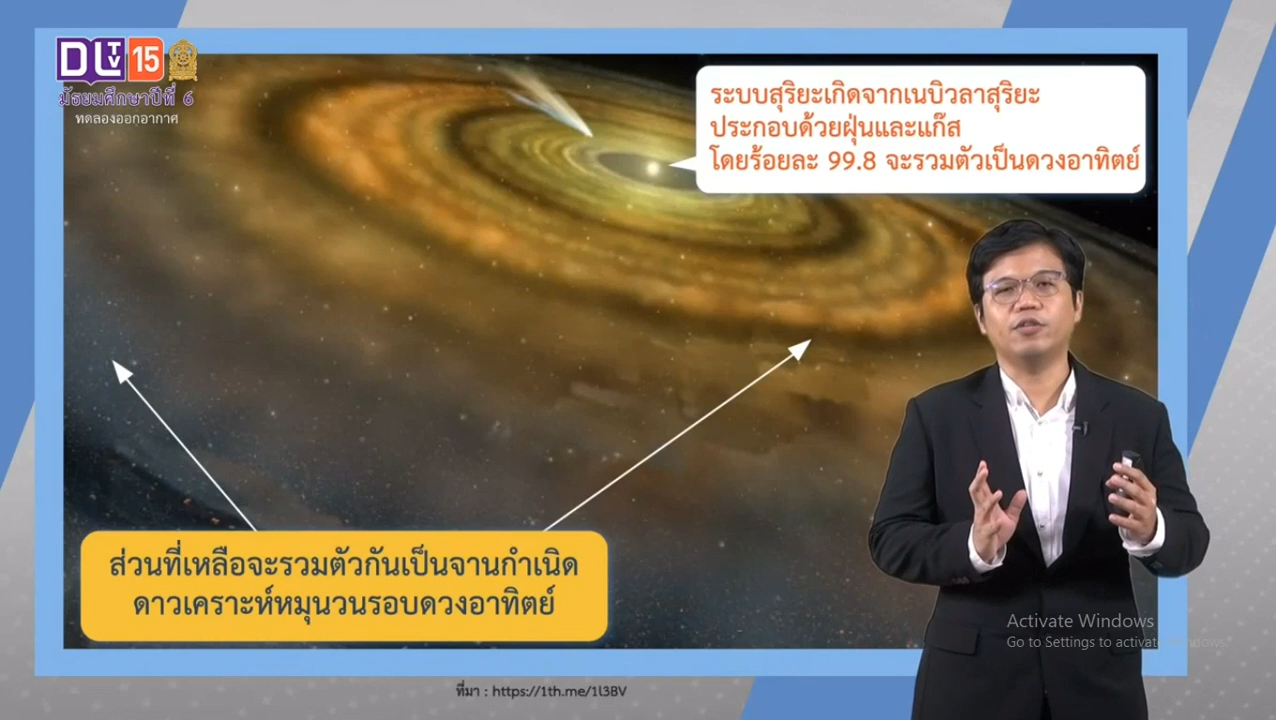 DLTV 15
มัธยมศึกษาปีที่ 6
ทดลองออกอากาศ
ระบบสุริยะเกิดจากเนบิวลาสุริยะ
ประกอบด้วยฝุ่นและแก๊ส
โดยร้อยละ 99.8 จะรวมตัวเป็นดวงอาทิตย์
ส่วนที่เหลือจะรวมตัวกันเป็นจานกำเนิด
ดาวเคราะห์หมุนวนรอบดวงอาทิตย์
Activate Windows
Go to Settings to activate Windows.
ที่มา : https://1th.me/1l3BV